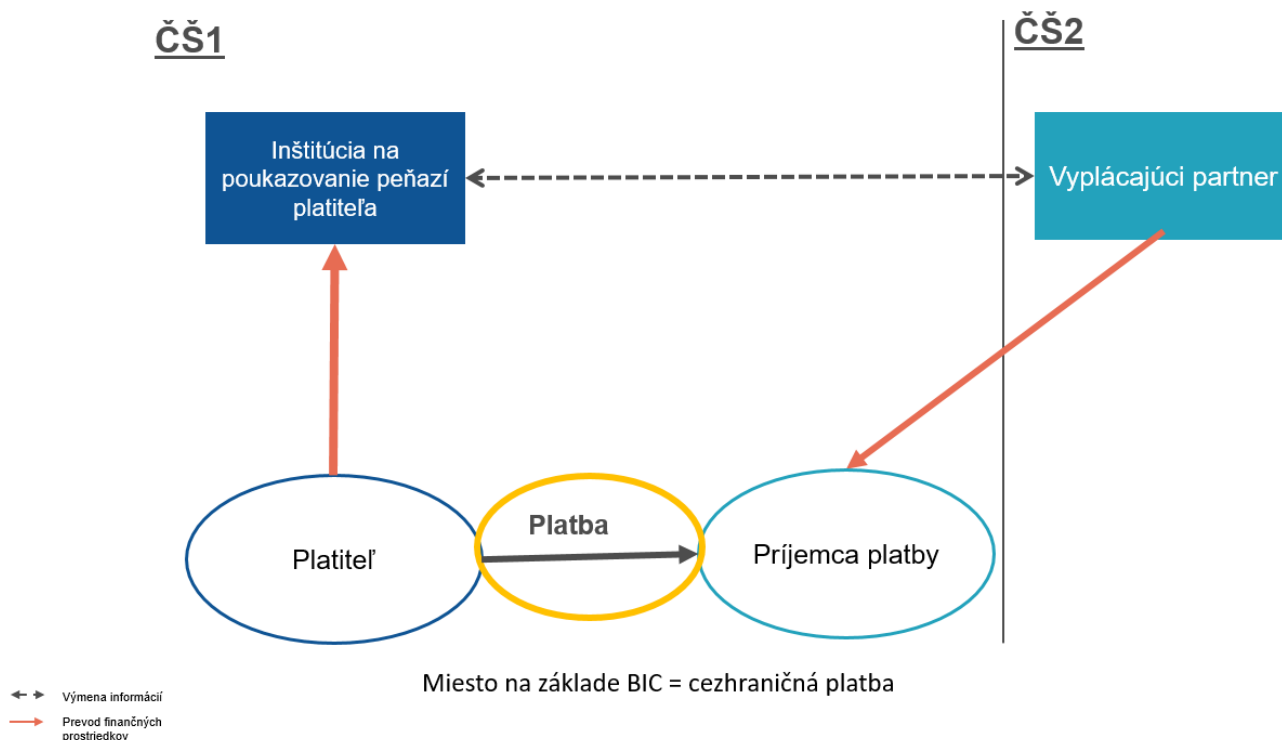 ČŠ1
ČŠ2
Inštitúcia na
poukazovanie peňazí
platiteľa
Vyplácajúci partner
Platba
Platiteľ
Príjemca platby
Miesto na základe BIC = cezhraničná platba
Výmena informácií
Prevod finančných
prostriedkov